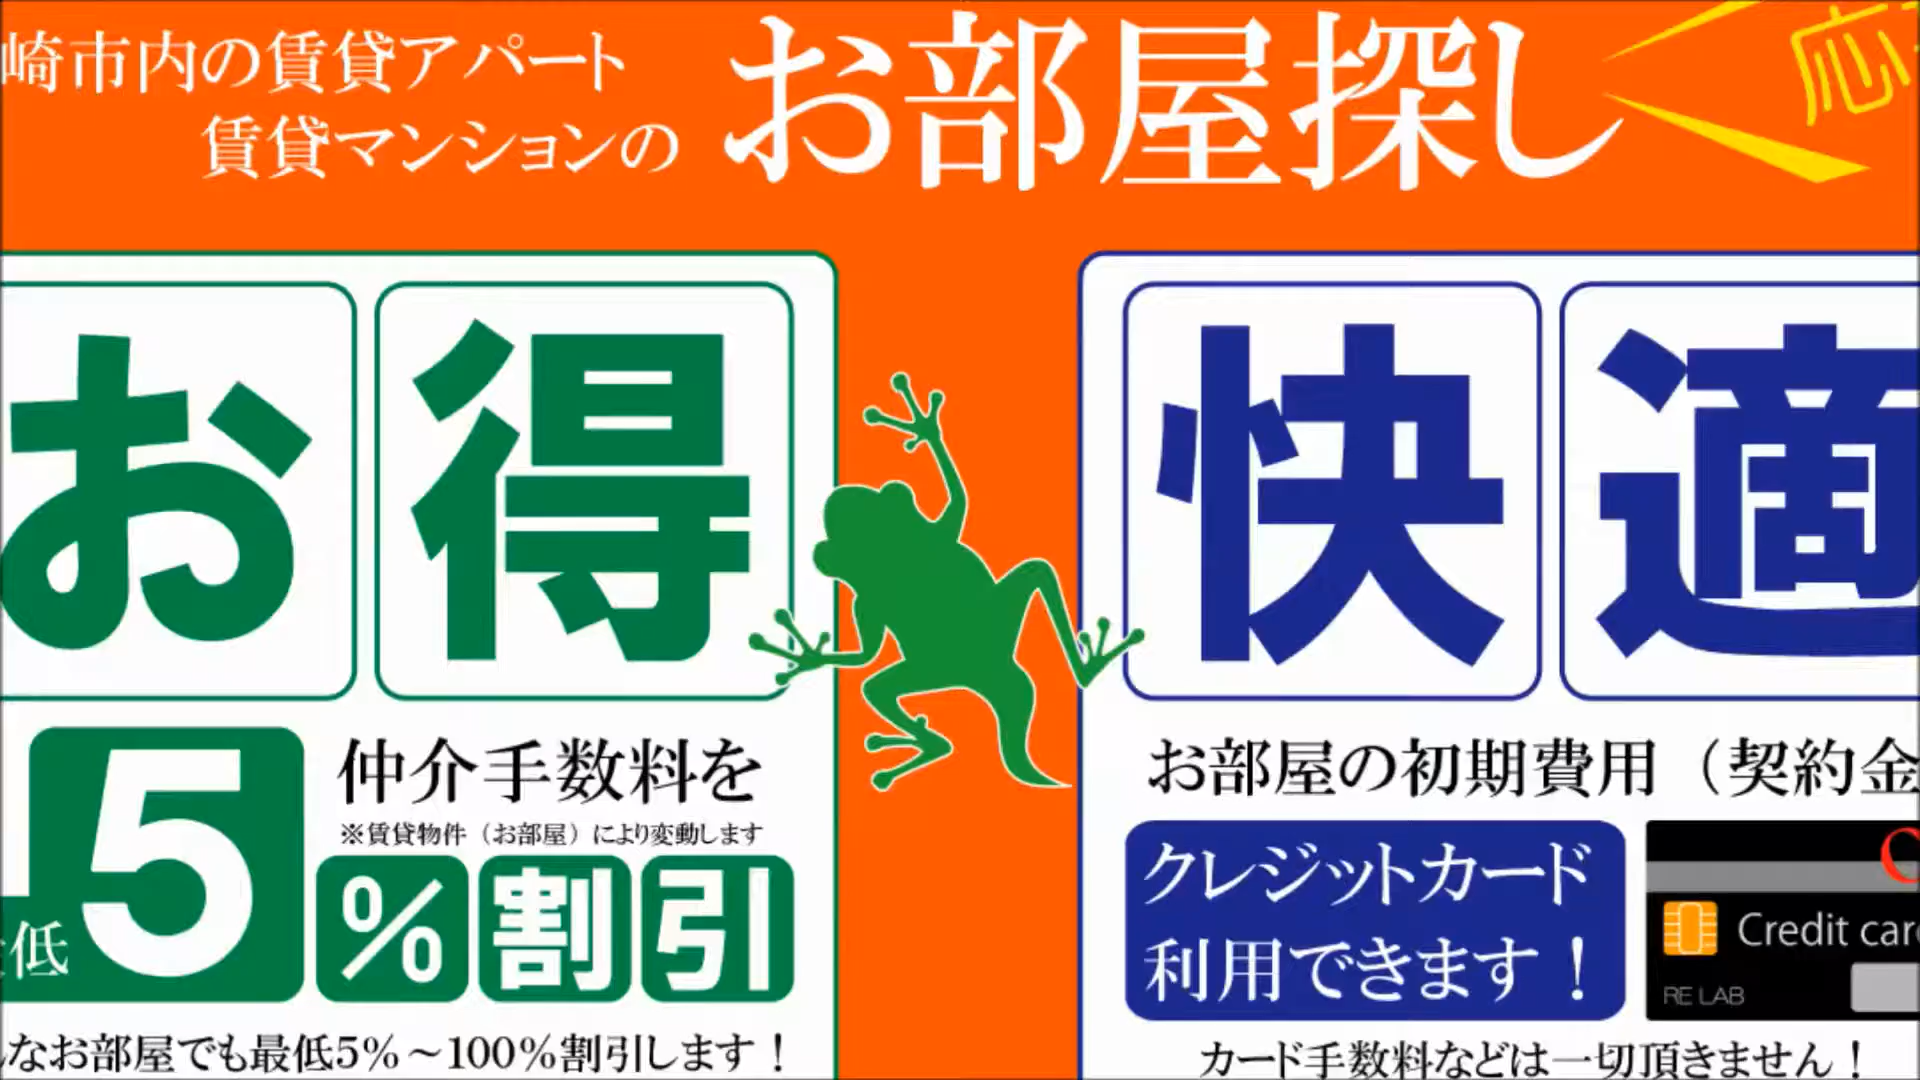 崎市内の賃貸アパート
賃貸マンションの
お部屋探し
応
お得
快適
5
低
仲介手数料を
※賃貸物件（お部屋）により変動します
%割引
なお部屋でも最低5%～100%割引します！
お部屋の初期費用（契約金
クレジットカード
利用できます！
Credit card
RE LAB
カード手数料などは一切頂きません！